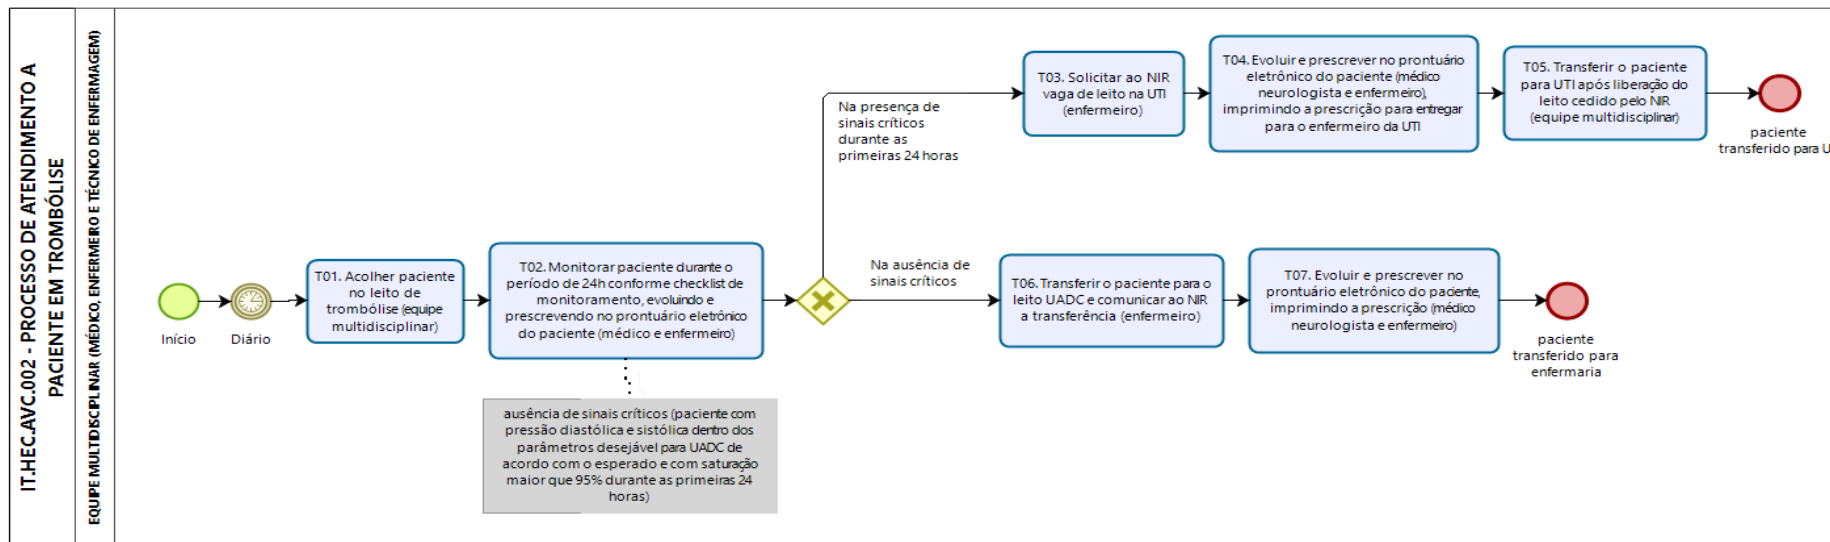 IT.HEC.AVC.002 - PROCESSO DE ATENDIMENTO A
PACIENTE EM TROMBÓLISE
EQUIPE MULTIDISCIPLINAR (MÉDICO, ENFERMEIRO E TÉCNICO DE ENFERMAGEM)
Início
Diário
T01. Acolher paciente
no leito de
trombólise (equipe
multidisciplinar)
T02. Monitorar paciente durante o
período de 24h conforme checklist de
monitoramento, evoluindo e
prescrevendo no prontuário eletrônico
do paciente (médico e enfermeiro)
ausência de sinais críticos (paciente com
pressão diastólica e sistólica dentro dos
parâmetros desejável para UADC de
acordo com o esperado e com saturação
maior que 95% durante as primeiras 24
horas)
Na presença de
sinais críticos
durante as
primeiras 24 horas
T03. Solicitar ao NIR
vaga de leito na UTI
(enfermeiro)
T04. Evoluir e prescrever no prontuário
eletrônico do paciente (médico
neurologista e enfermeiro),
imprimindo a prescrição para entregar
para o enfermeiro da UTI
T05. Transferir o paciente
para UTI após liberação do
leito cedido pelo NIR
(equipe multidisciplinar)
paciente
transferido para U
Na ausência de
sinais críticos
T06. Transferir o paciente para o
leito UADC e comunicar ao NIR
a transferência (enfermeiro)
T07. Evoluir e prescrever no
prontuário eletrônico do paciente,
imprimindo a prescrição (médico
neurologista e enfermeiro)
paciente
transferido para
enfermaria